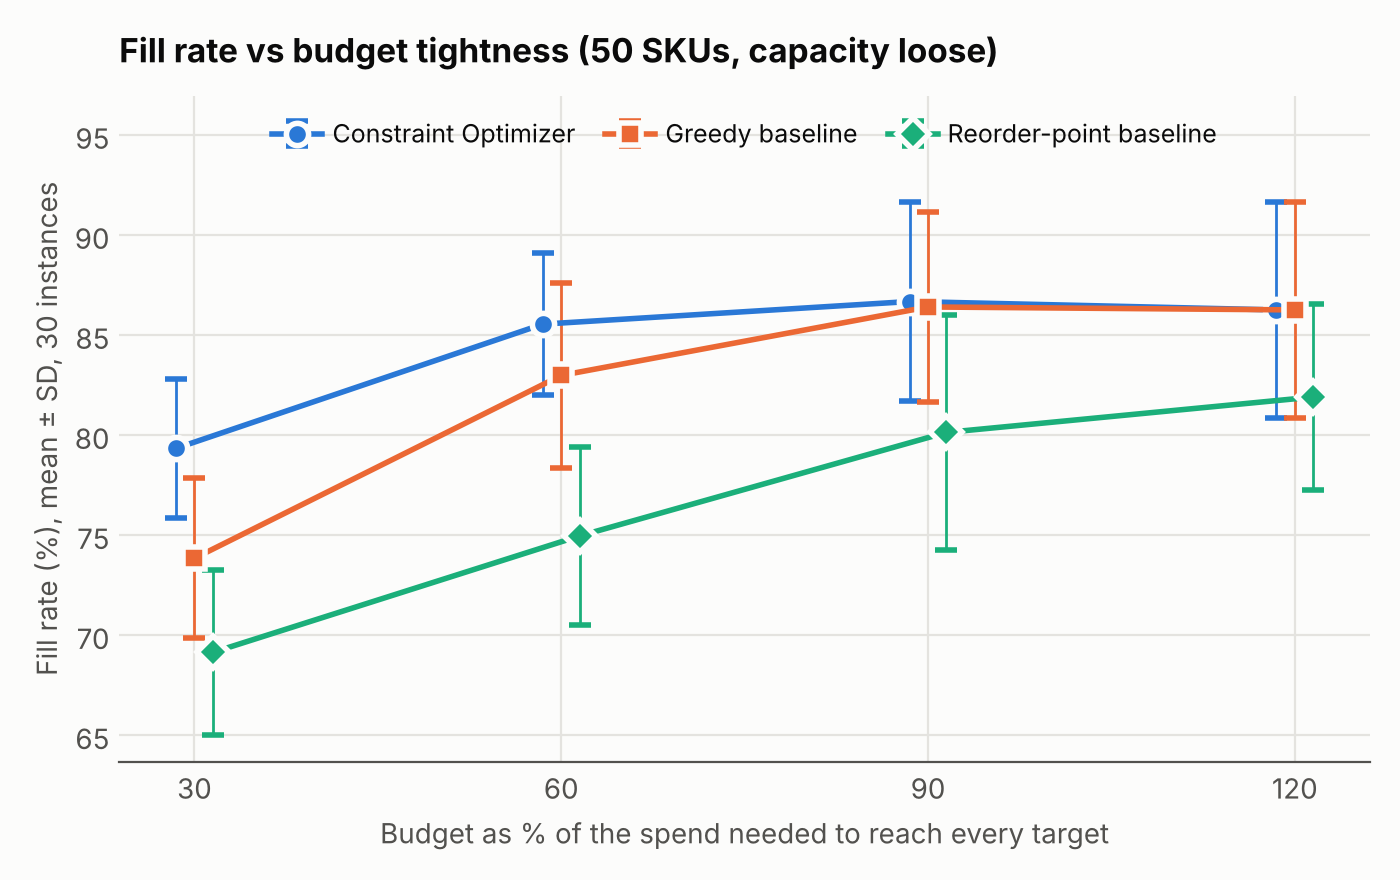 Fill rate vs budget tightness (50 SKUs, capacity loose)
Constraint Optimizer
Greedy baseline
Reorder-point baseline
Fill rate (%), mean ± SD, 30 instances
95
90
85
80
75
70
65
30
60
90
120
Budget as % of the spend needed to reach every target